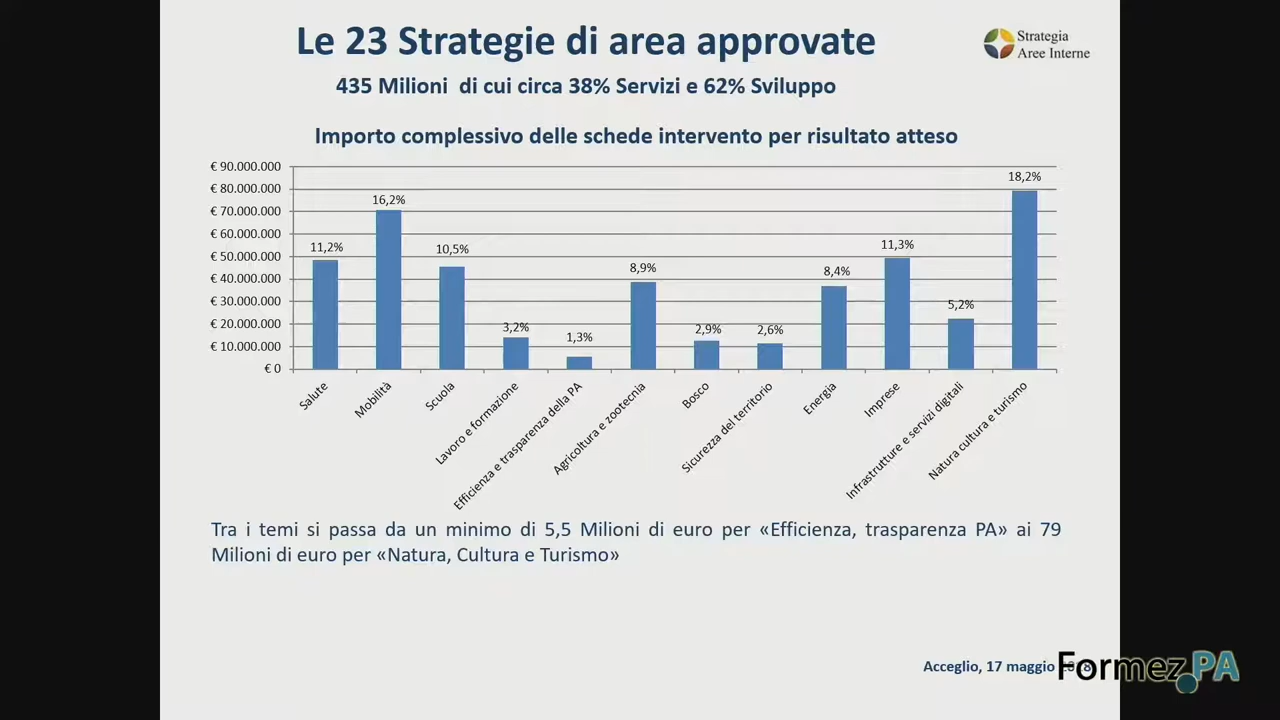 Le 23 Strategie di area approvate
Strategia
Aree Interne
435 Milioni  di cui circa 38% Servizi e 62% Sviluppo
Importo complessivo delle schede intervento per risultato atteso
€ 90.000.000
€ 80.000.000
€ 70.000.000
€ 60.000.000
€ 50.000.000
€ 40.000.000
€ 30.000.000
€ 20.000.000
€ 10.000.000
€ 0
11,2%
16,2%
10,5%
3,2%
1,3%
8,9%
2,9%
2,6%
8,4%
11,3%
5,2%
18,2%
Salute
Mobilità
Scuola
Lavoro e formazione
Efficienza e trasparenza della PA
Agricoltura e zootecnia
Bosco
Sicurezza del territorio
Energia
Imprese
Infrastrutture e servizi digitali
Natura cultura e turismo
Tra i temi si passa da un minimo di 5,5 Milioni di euro per «Efficienza, trasparenza PA» ai 79
Milioni di euro per «Natura, Cultura e Turismo»
Acceglio, 17 maggio
Formez PA